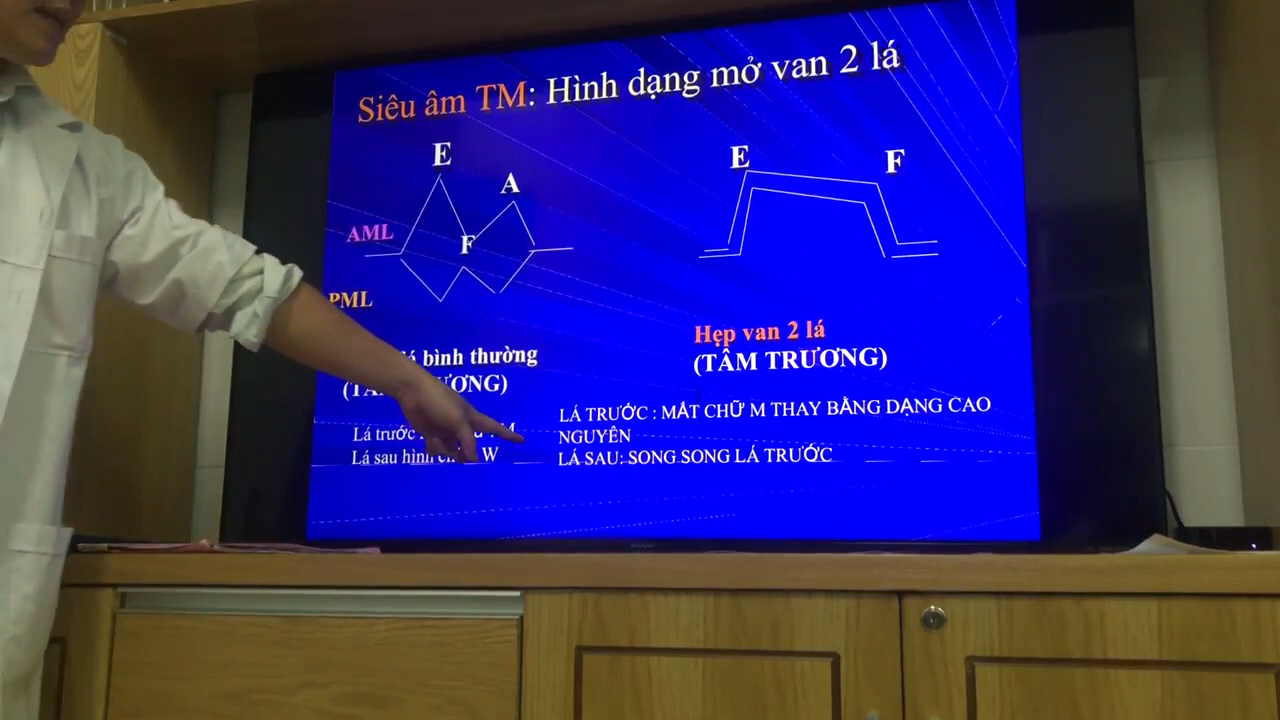 Siêu âm TM: Hình dạng mở van 2 lá
E
A
AML
F
PML
E
F
lá bình thường
ƯƠNG)
Lá trước M
Lá sau hình W
Hẹp van 2 lá
(TÂM TRƯƠNG)
LÁ TRƯỚC : MẤT CHỮ M THAY BẰNG DẠNG CAO
NGUYÊN
LÁ SAU: SONG SONG LÁ TRƯỚC